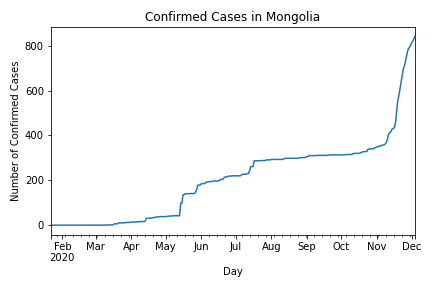 Confirmed Cases in Mongolia
Number of Confirmed Cases
800
600
400
200
0
Feb Mar Apr May Jun Jul Aug Sep Oct Nov Dec
2020
Day